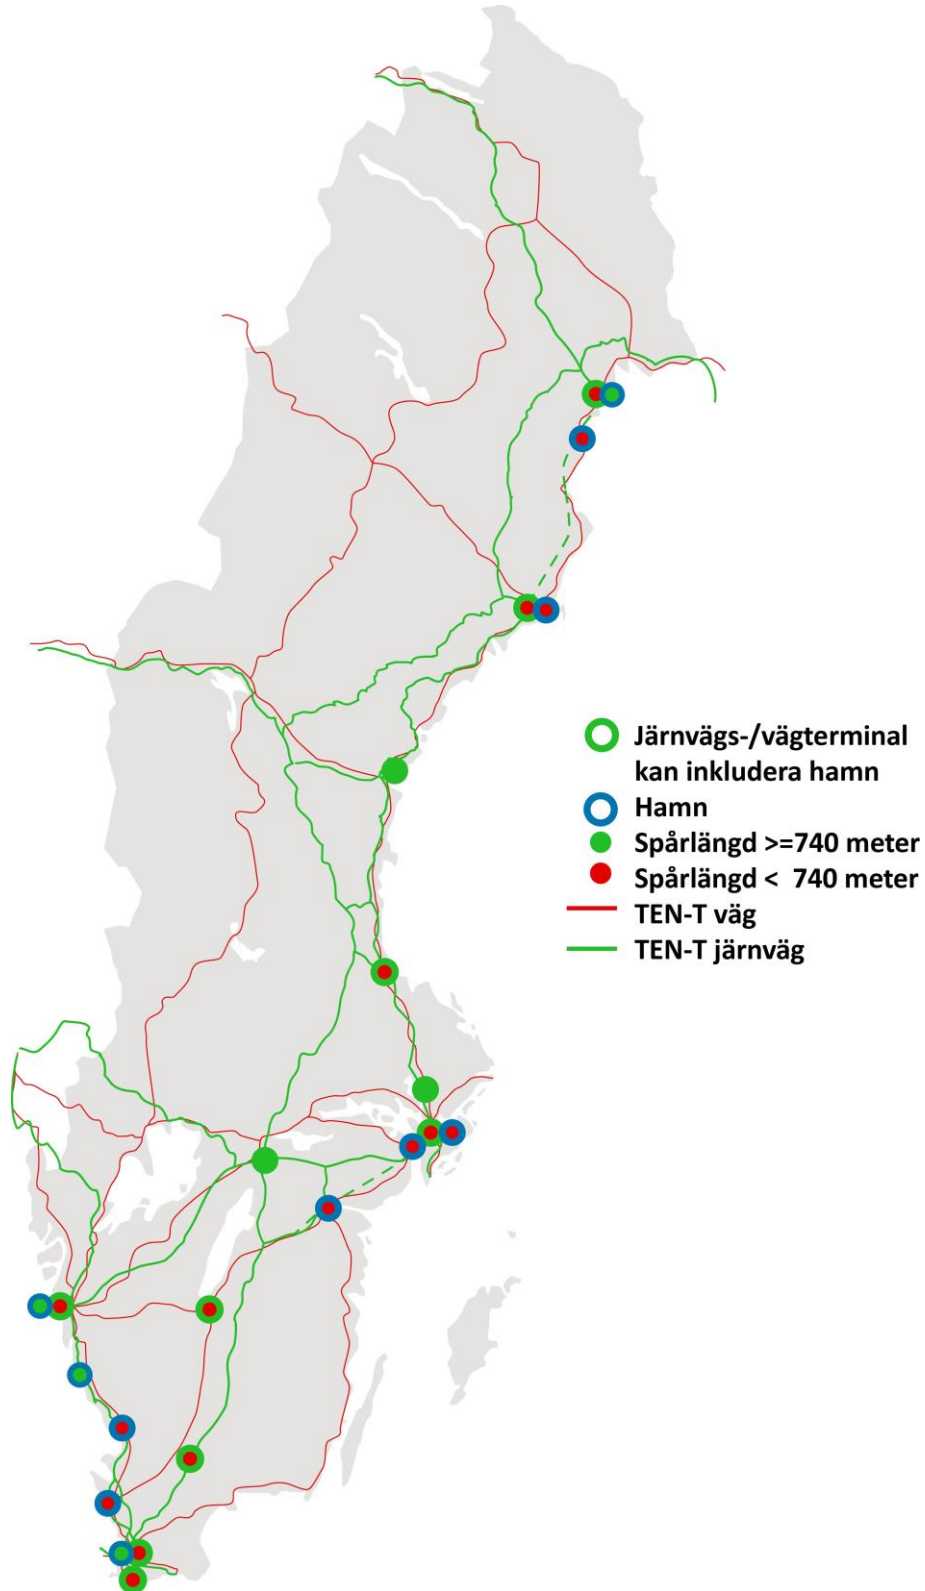 Järnvägs-/vägterminal
kan inkludera hamn
Hamn
Spårlängd >=740 meter
Spårlängd < 740 meter
TEN-T väg
TEN-T järnväg